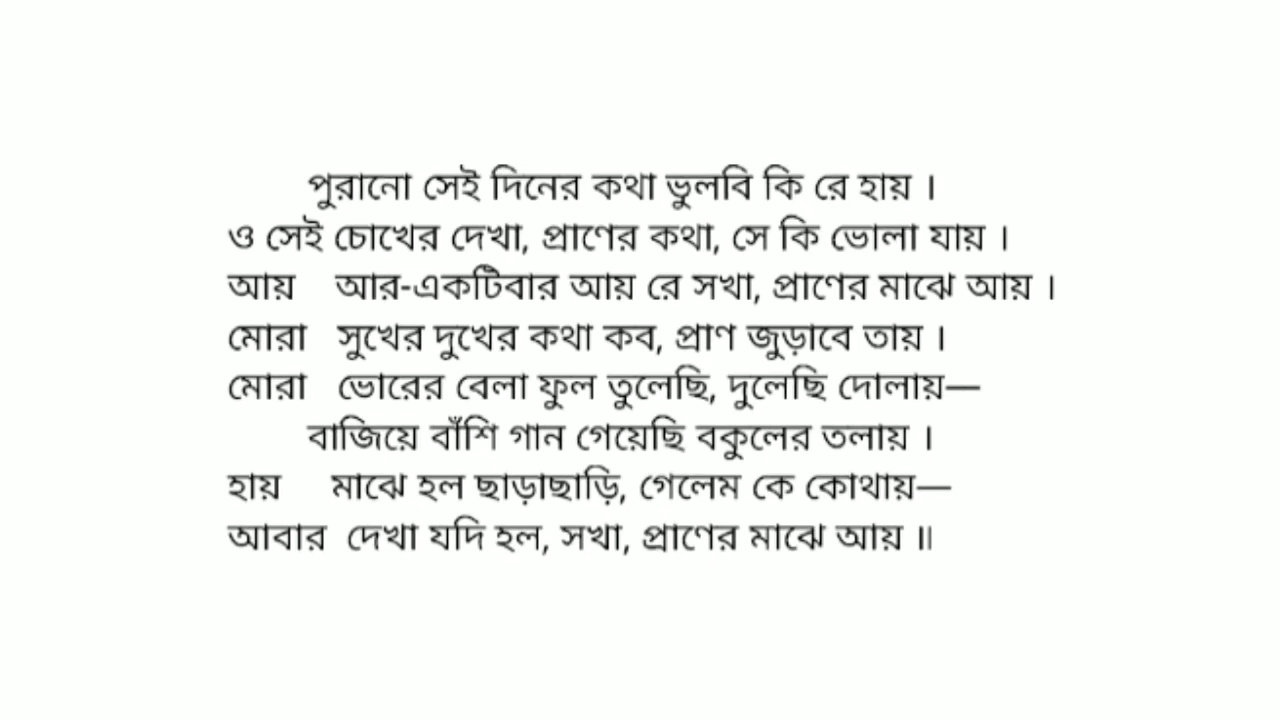 পুরানো সেই দিনের কথা ভুলবি কি রে হায় ।
ও সেই চোখের দেখা, প্রাণের কথা, সে কি ভোলা যায় ।
আয় আর-একটিবার আয় রে সখা, প্রাণের মাঝে আয় ।
মোরা সুখের দুখের কথা কব, প্রাণ জুড়াবে তায় ।
মোরা ভোরের বেলা ফুল তুলেছি, দুলেছি দোলায়—
বাজিয়ে বাঁশি গান গেয়েছি বকুলের তলায় ।
হায় মাঝে হল ছাড়াছাড়ি, গেলেম কে কোথায়—
আবার দেখা যদি হল, সখা, প্রাণের মাঝে আয় ॥